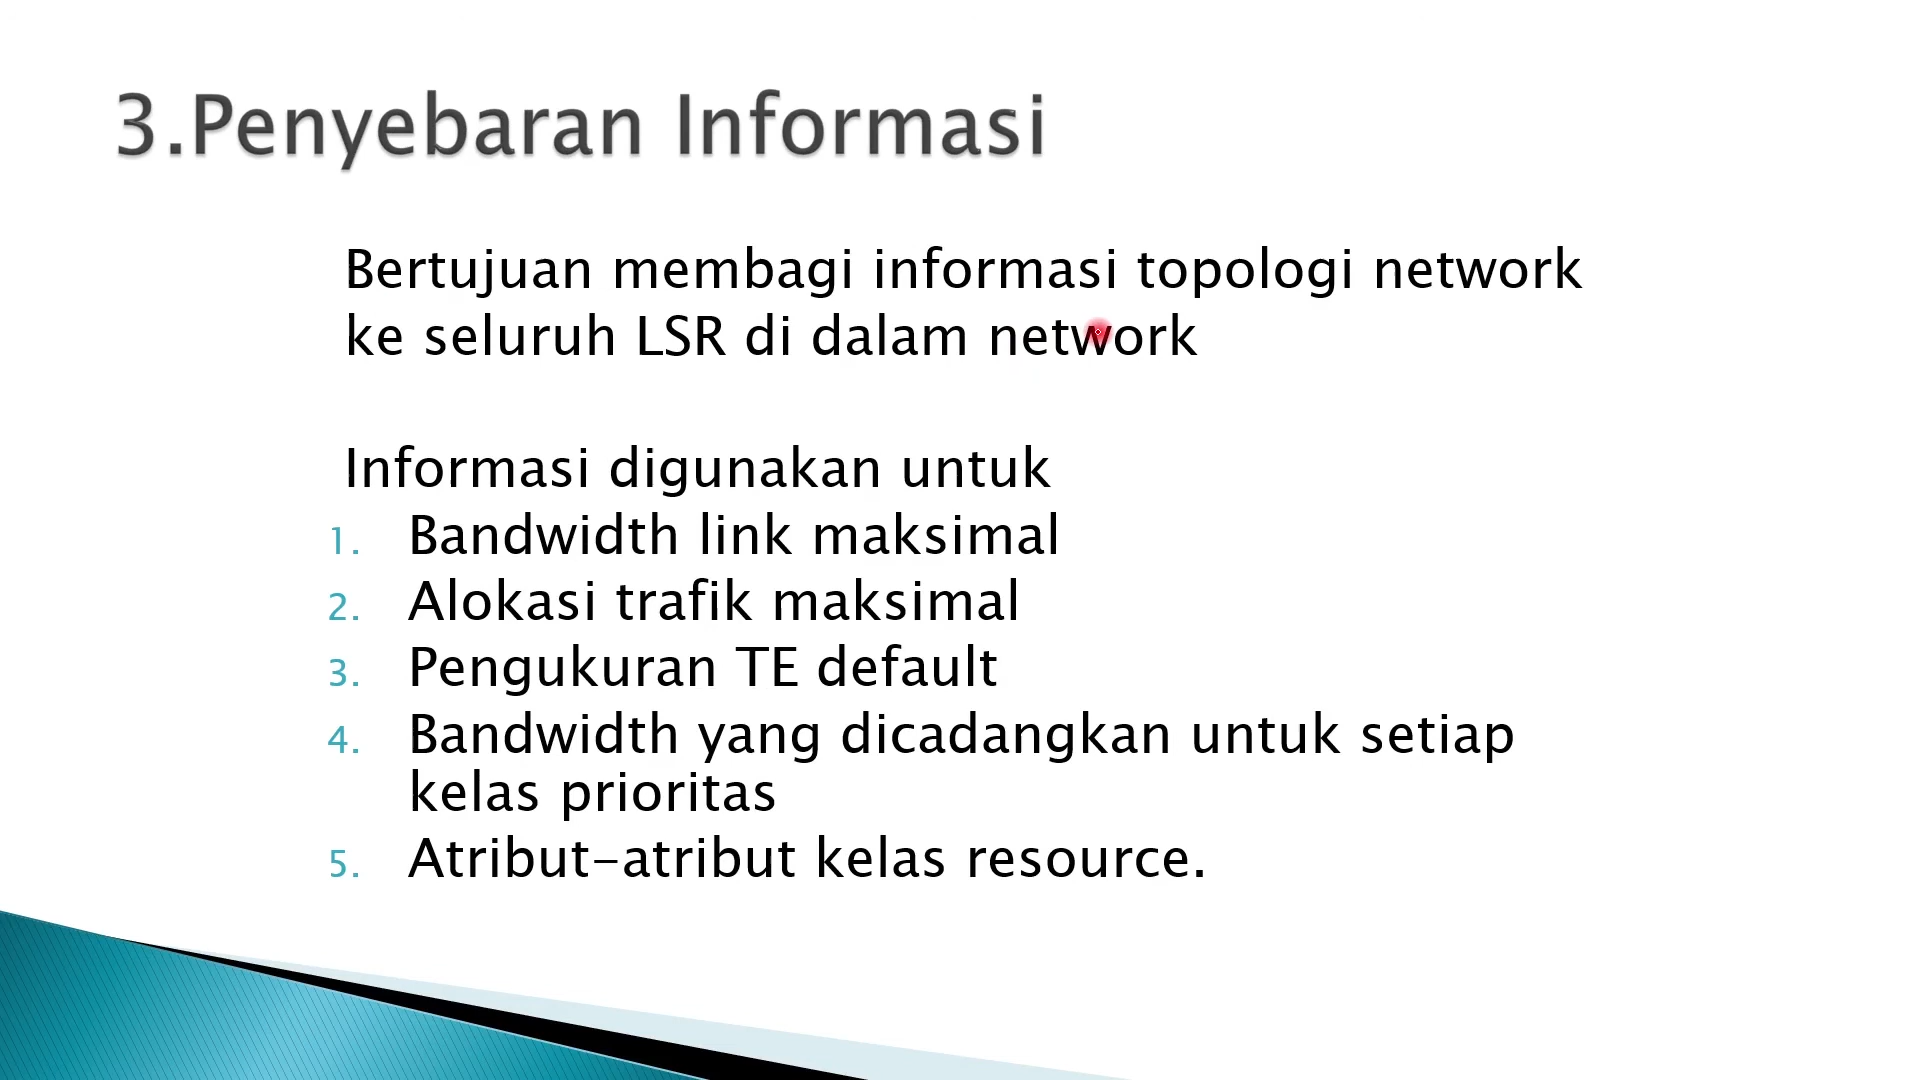 3.Penyebaran Informasi
Bertujuan membagi informasi topologi network
ke seluruh LSR di dalam network
Informasi digunakan untuk
1. Bandwidth link maksimal
2. Alokasi trafik maksimal
3. Pengukuran TE default
4. Bandwidth yang dicadangkan untuk setiap
kelas prioritas
5. Atribut-atribut kelas resource.